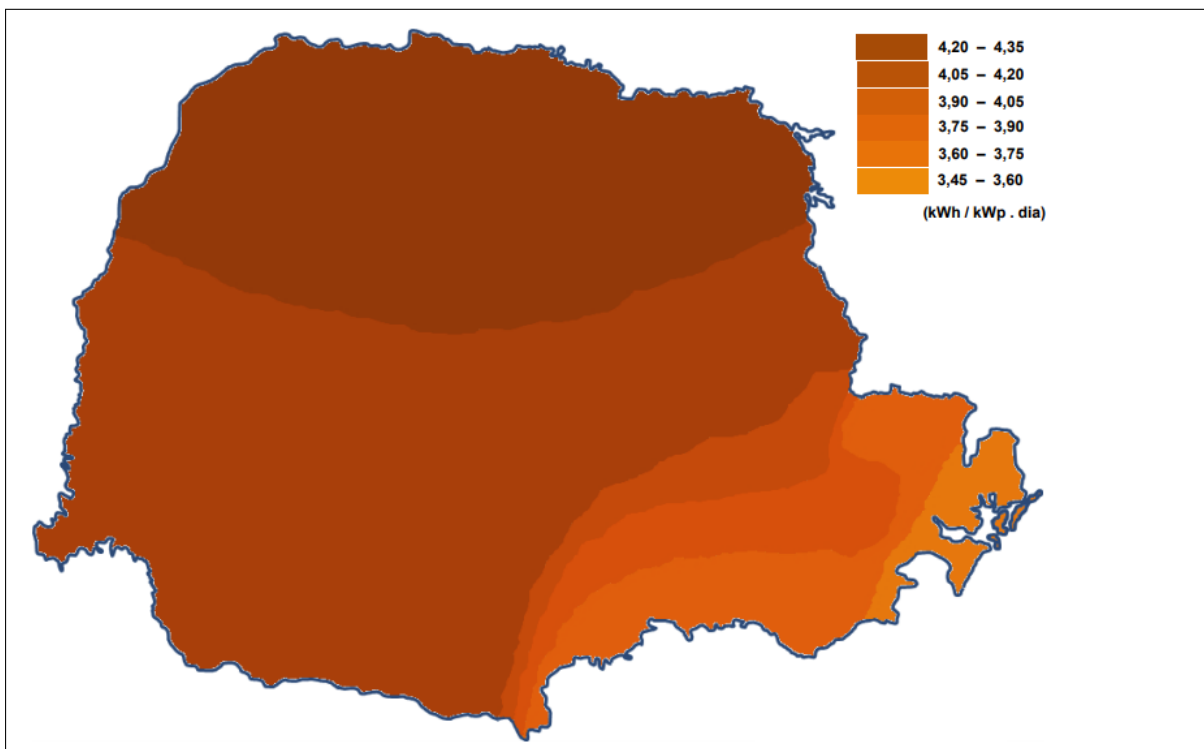 4,20 – 4,35
4,05 – 4,20
3,90 – 4,05
3,75 – 3,90
3,60 – 3,75
3,45 – 3,60
(kWh / kWp . dia)